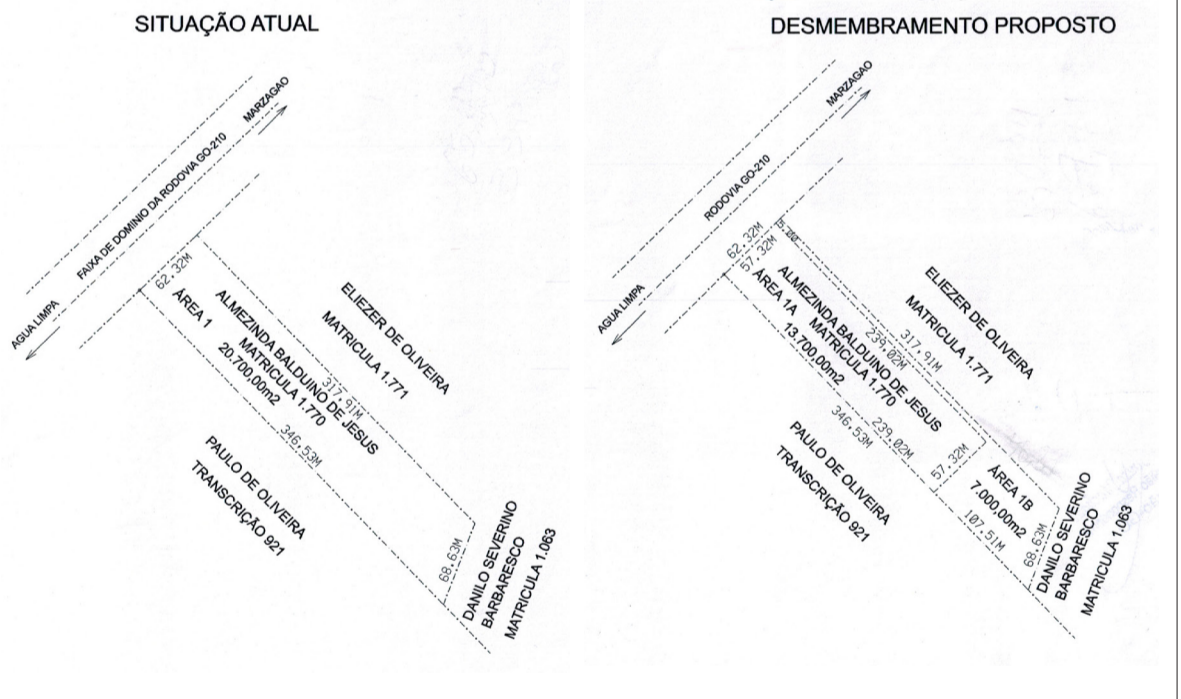 SITUAÇÃO ATUAL
MARZAGAO
FAIXA DE DOMINIO DA RODOVIA GO-210
AGUA LIMPA
62.32M
ÁREA 1
ALMEZINDA BALDUINO DE JESUS
MATRICULA 1.770
20.700,00m2
317.91M
346.53M
ELIEZER DE OLIVEIRA
MATRICULA 1.771
PAULO DE OLIVEIRA
TRANSCRIÇÃO 921
68.63M
DANILO SEVERINO
BARBARESCO
MATRICULA 1.063
DESMEMBRAMENTO PROPOSTO
MARZAGAO
RODOVIA GO-210
AGUA LIMPA
62.32M
57.32M
ÁREA 1A
ALMEZINDA BALDUINO DE JESUS
MATRICULA 1.770
13.700,00m2
317.91M
239.02M
346.53M
239.02M
57.32M
ELIEZER DE OLIVEIRA
MATRICULA 1.771
PAULO DE OLIVEIRA
TRANSCRIÇÃO 921
ÁREA 1B
7.000,00m2
107.51M
68.63M
DANILO SEVERINO
BARBARESCO
MATRICULA 1.063